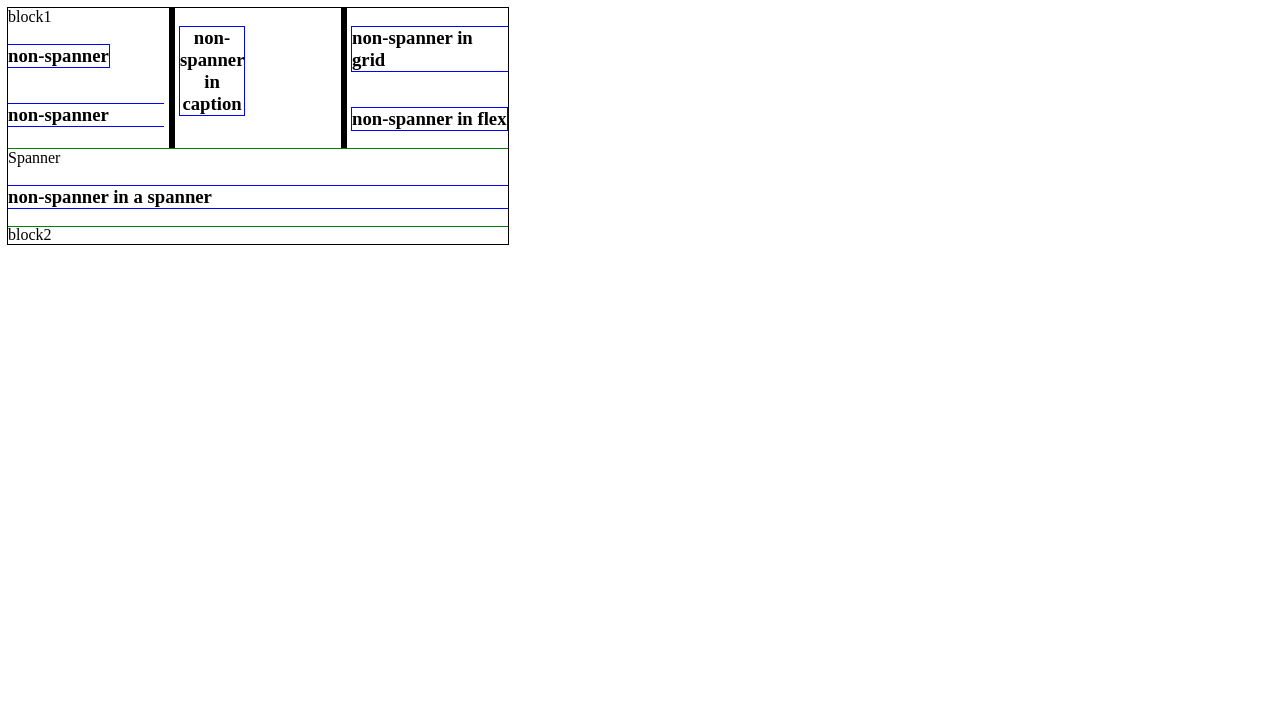 block1
non-spanner
non-spanner
non-
spanner
in
caption
non-spanner in
grid
non-spanner in flex
Spanner
non-spanner in a spanner
block2